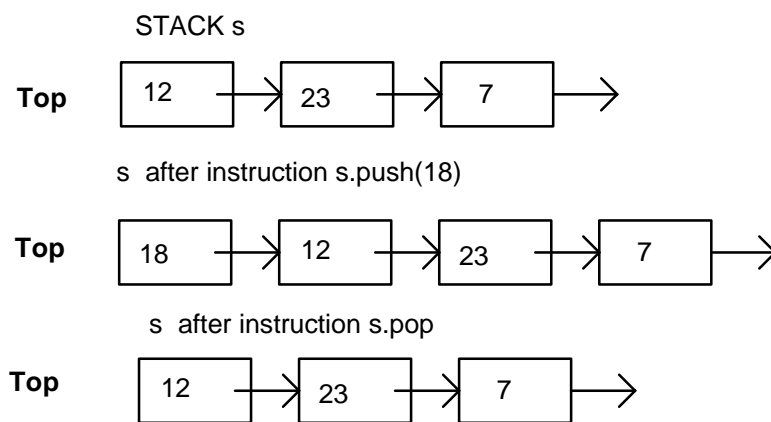 STACK s
Top 12 23 7
s after instruction s.push(18)
Top 18 12 23 7
s after instruction s.pop
Top 12 23 7